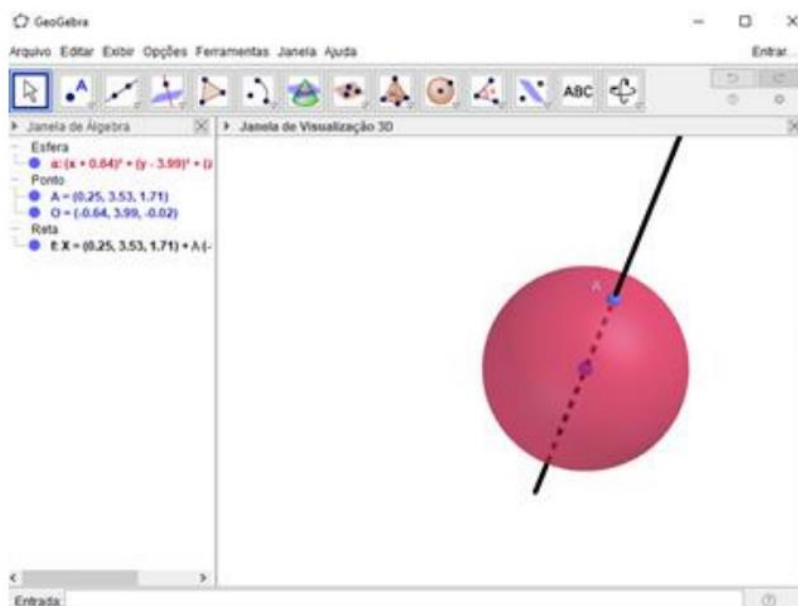 GeoGebra
Arquivo Editar Exibir Opções Ferramentas Janela Ajuda Entrar...
ABC
Janela de Álgebra
Janela de Visualização 3D
Esfera
a: (x + 0.64)² + (y - 3.99)² + (z
Ponto
A = (0.25, 3.53, 1.71)
O = (-0.64, 3.99, -0.02)
Reta
f: X = (0.25, 3.53, 1.71) + λ (-
A
Entrada: